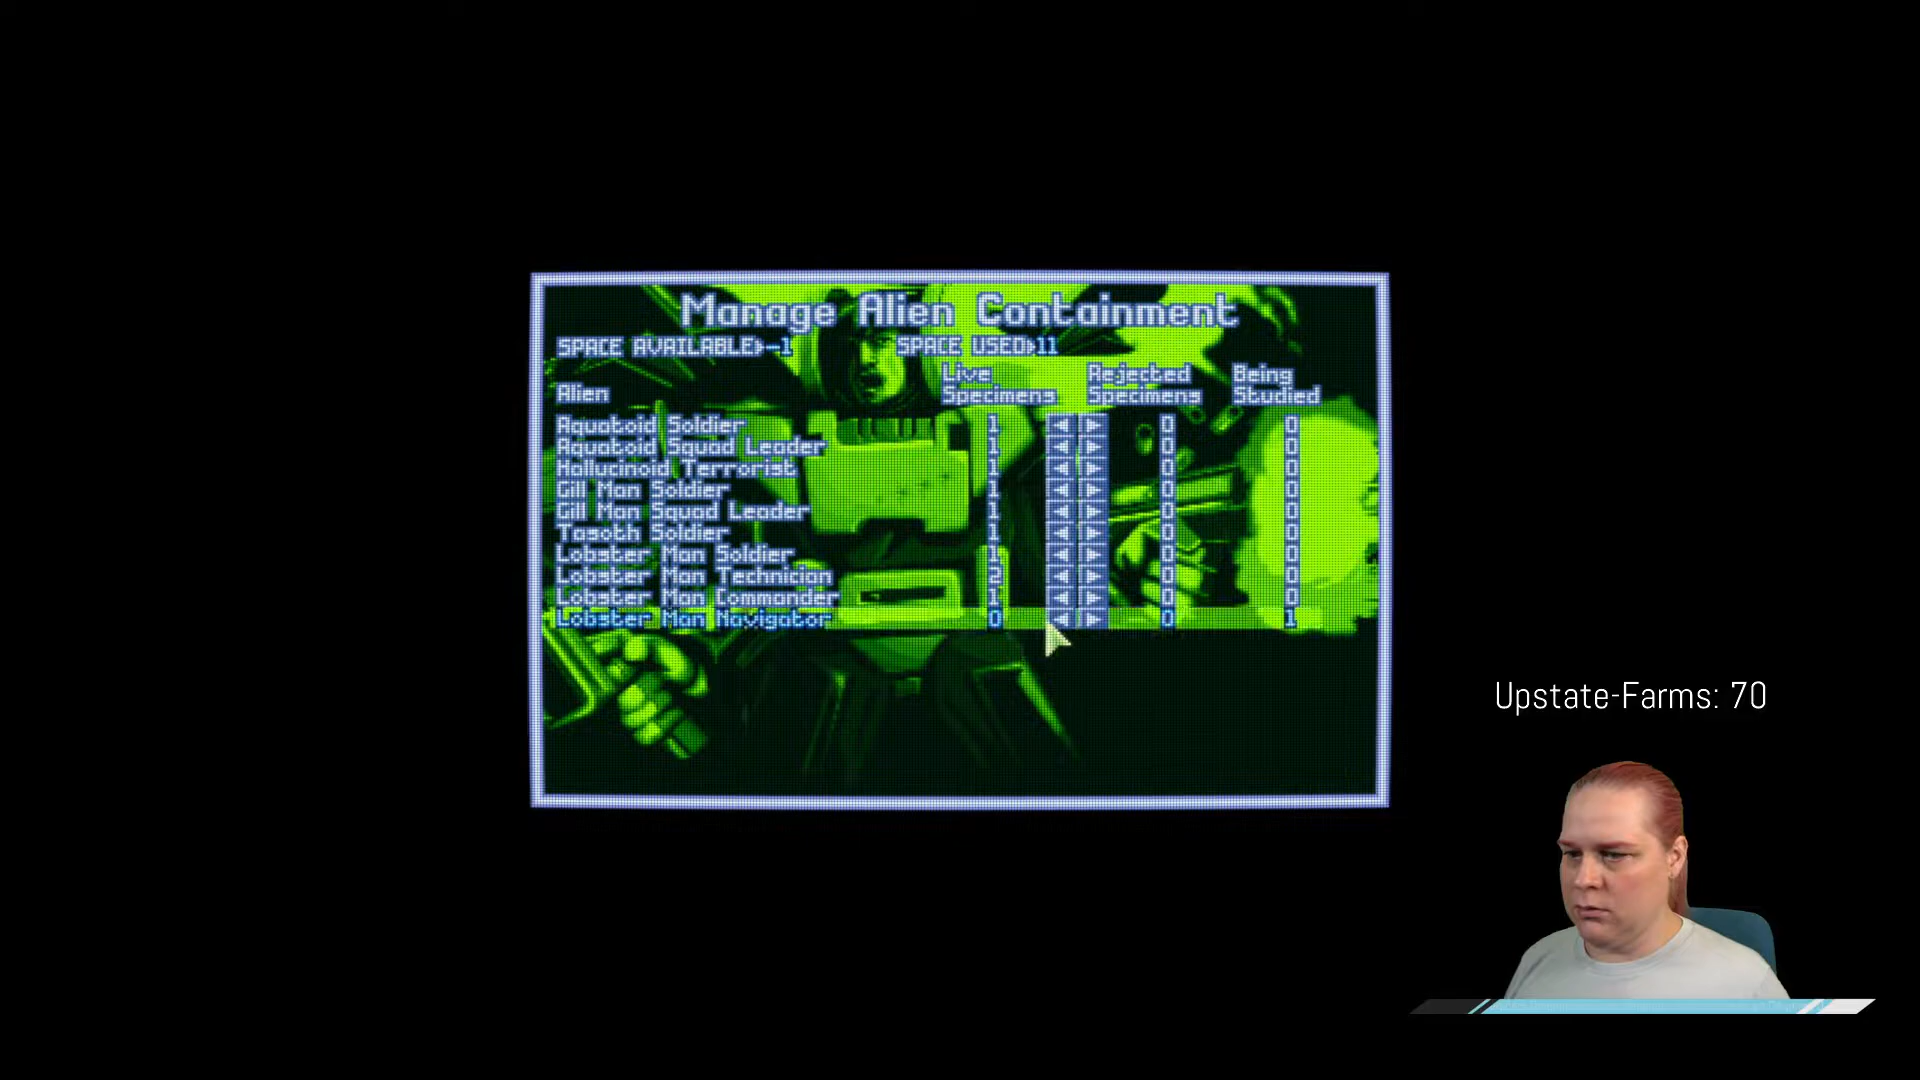 Manage Alien Containment
SPACE AVAILABLE>-1 SPACE USED>11
Alien Live Specimens Rejected Specimens Being Studied
Aquatoid Soldier 1 0 0
Aquatoid Squad Leader 1 0 0
Hallucinoid Terrorist 1 0 0
Gill Man Soldier 1 0 0
Gill Man Squad Leader 1 0 0
Tasoth Soldier 1 0 0
Lobster Man Soldier 1 0 0
Lobster Man Technician 2 0 0
Lobster Man Commander 1 0 0
Lobster Man Navigator 0 0 1
Upstate-Farms: 70